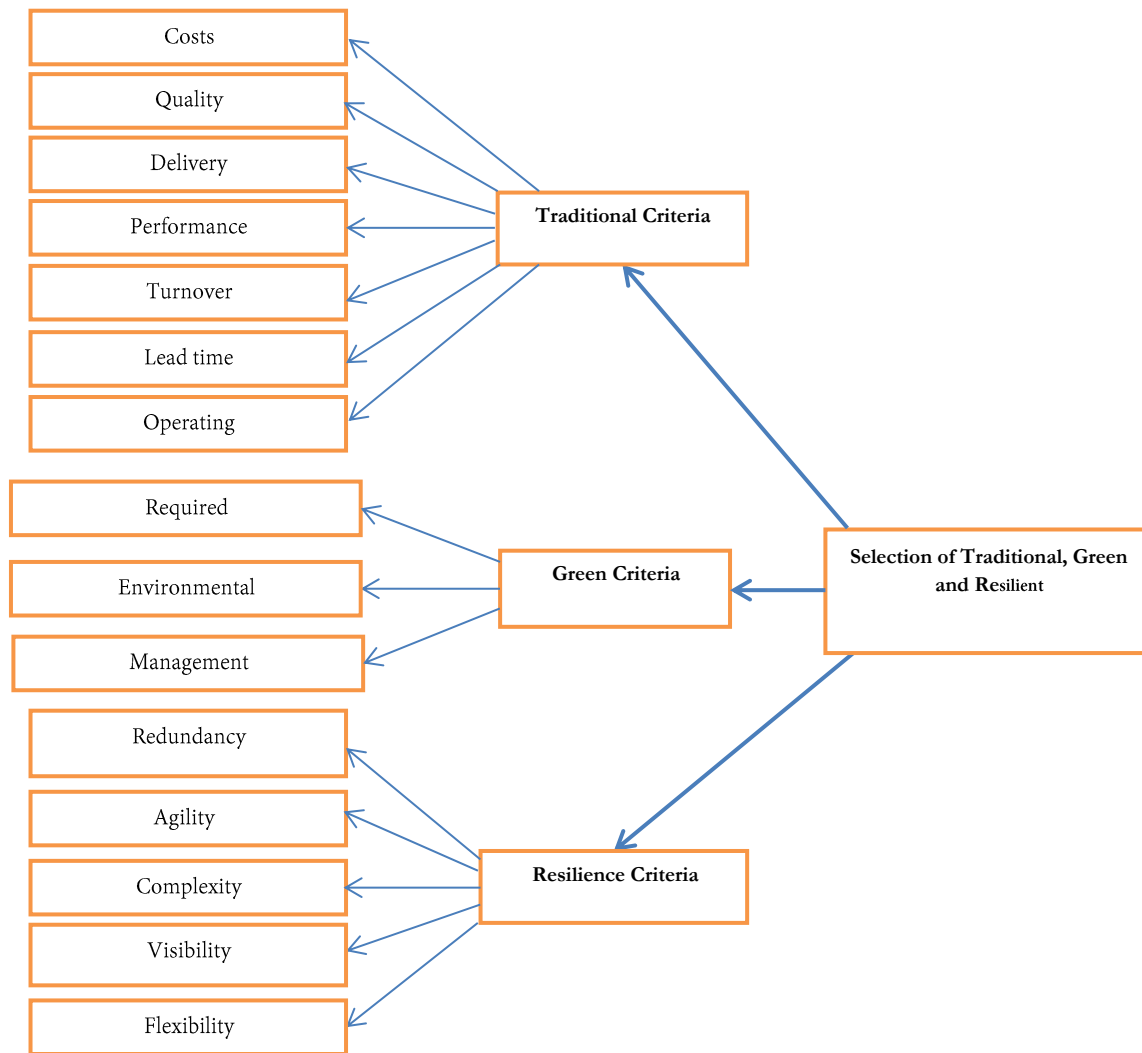 Costs
Quality
Delivery
Performance
Turnover
Lead time
Operating
Traditional Criteria
Required
Environmental
Management
Green Criteria
Selection of Traditional, Green
and Resilient
Redundancy
Agility
Complexity
Visibility
Flexibility
Resilience Criteria